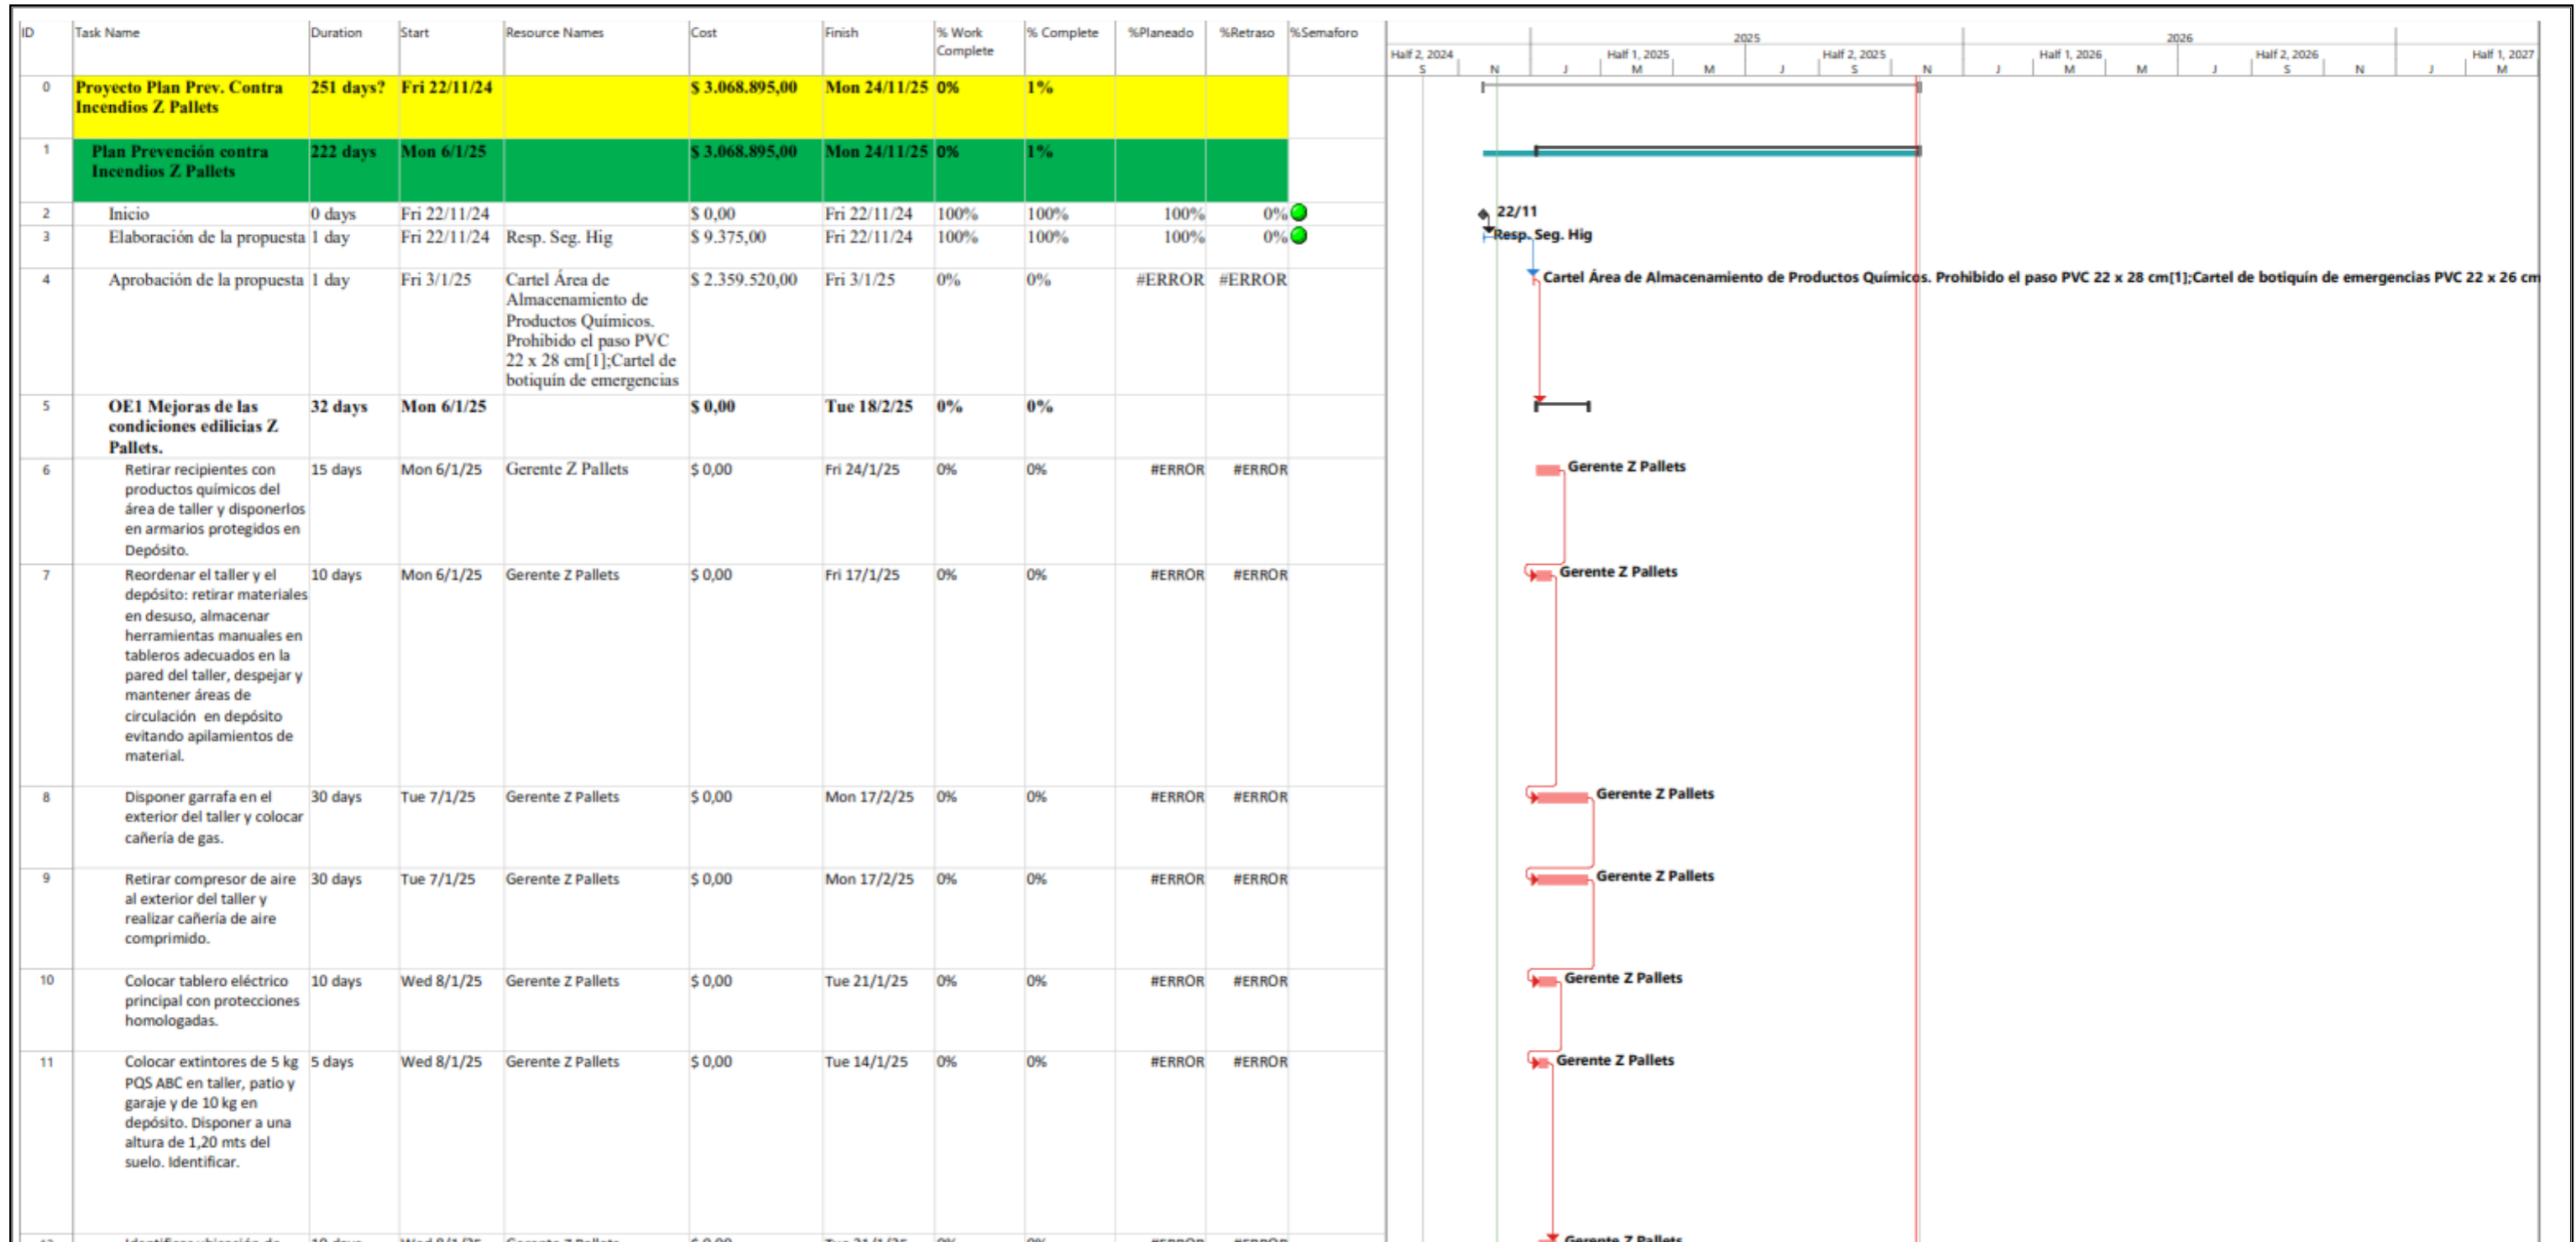 ID Task Name Duration Start Resource Names Cost Finish % Work Complete % Complete %Planeado %Retraso %Semaforo
2025 2026
Half 2, 2024 Half 1, 2025 Half 2, 2025 Half 1, 2026 Half 2, 2026 Half 1, 2027
S N J M M J S N J M M J S N J M
0 Proyecto Plan Prev. Contra 251 days? Fri 22/11/24 $ 3.068.895,00 Mon 24/11/25 0% 1%
Incendios Z Pallets
1 Plan Prevención contra 222 days Mon 6/1/25 $ 3.068.895,00 Mon 24/11/25 0% 1%
Incendios Z Pallets
2 Inicio 0 days Fri 22/11/24 $ 0,00 Fri 22/11/24 100% 100% 100% 0% 22/11
3 Elaboración de la propuesta 1 day Fri 22/11/24 Resp. Seg. Hig $ 9.375,00 Fri 22/11/24 100% 100% 100% 0% Resp. Seg. Hig
4 Aprobación de la propuesta 1 day Fri 3/1/25 Cartel Área de $ 2.359.520,00 Fri 3/1/25 0% 0% #ERROR #ERROR Cartel Área de Almacenamiento de Productos Químicos. Prohibido el paso PVC 22 x 28 cm[1];Cartel de botiquín de emergencias PVC 22 x 26 cm
Almacenamiento de
Productos Químicos.
Prohibido el paso PVC
22 x 28 cm[1];Cartel de
botiquín de emergencias
5 OE1 Mejoras de las 32 days Mon 6/1/25 $ 0,00 Tue 18/2/25 0% 0%
condiciones edilicias Z
Pallets.
6 Retirar recipientes con 15 days Mon 6/1/25 Gerente Z Pallets $ 0,00 Fri 24/1/25 0% 0% #ERROR #ERROR Gerente Z Pallets
productos químicos del
área de taller y disponerlos
en armarios protegidos en
Depósito.
7 Reordenar el taller y el 10 days Mon 6/1/25 Gerente Z Pallets $ 0,00 Fri 17/1/25 0% 0% #ERROR #ERROR Gerente Z Pallets
depósito: retirar materiales
en desuso, almacenar
herramientas manuales en
tableros adecuados en la
pared del taller, despejar y
mantener áreas de
circulación en depósito
evitando apilamientos de
material.
8 Disponer garrafa en el 30 days Tue 7/1/25 Gerente Z Pallets $ 0,00 Mon 17/2/25 0% 0% #ERROR #ERROR Gerente Z Pallets
exterior del taller y colocar
cañería de gas.
9 Retirar compresor de aire 30 days Tue 7/1/25 Gerente Z Pallets $ 0,00 Mon 17/2/25 0% 0% #ERROR #ERROR Gerente Z Pallets
al exterior del taller y
realizar cañería de aire
comprimido.
10 Colocar tablero eléctrico 10 days Wed 8/1/25 Gerente Z Pallets $ 0,00 Tue 21/1/25 0% 0% #ERROR #ERROR Gerente Z Pallets
principal con protecciones
homologadas.
11 Colocar extintores de 5 kg 5 days Wed 8/1/25 Gerente Z Pallets $ 0,00 Tue 14/1/25 0% 0% #ERROR #ERROR Gerente Z Pallets
PQS ABC en taller, patio y
garaje y de 10 kg en
depósito. Disponer a una
altura de 1,20 mts del
suelo. Identificar.
Gerente Z Pallets